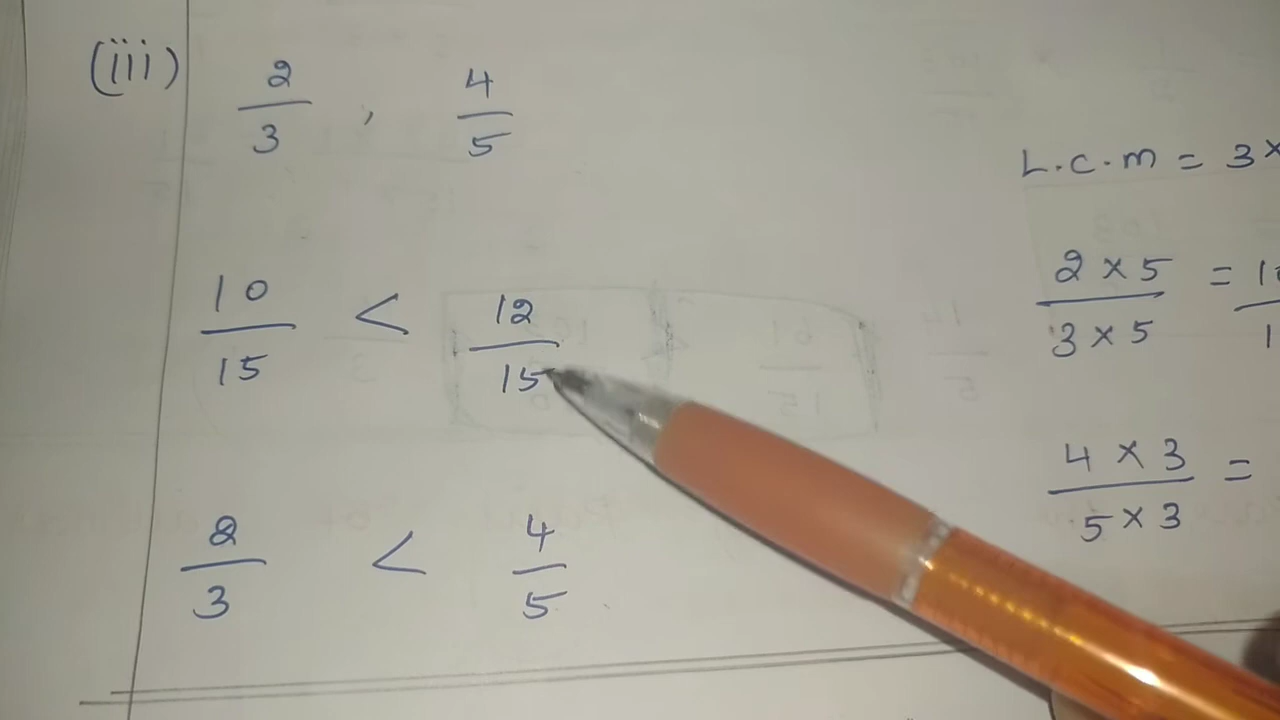 (iii) 2/3 , 4/5
10/15 < 12/15
2/3 < 4/5
L.C.M = 3 ×
2 × 5 / 3 × 5 =
4 × 3 / 5 × 3 =